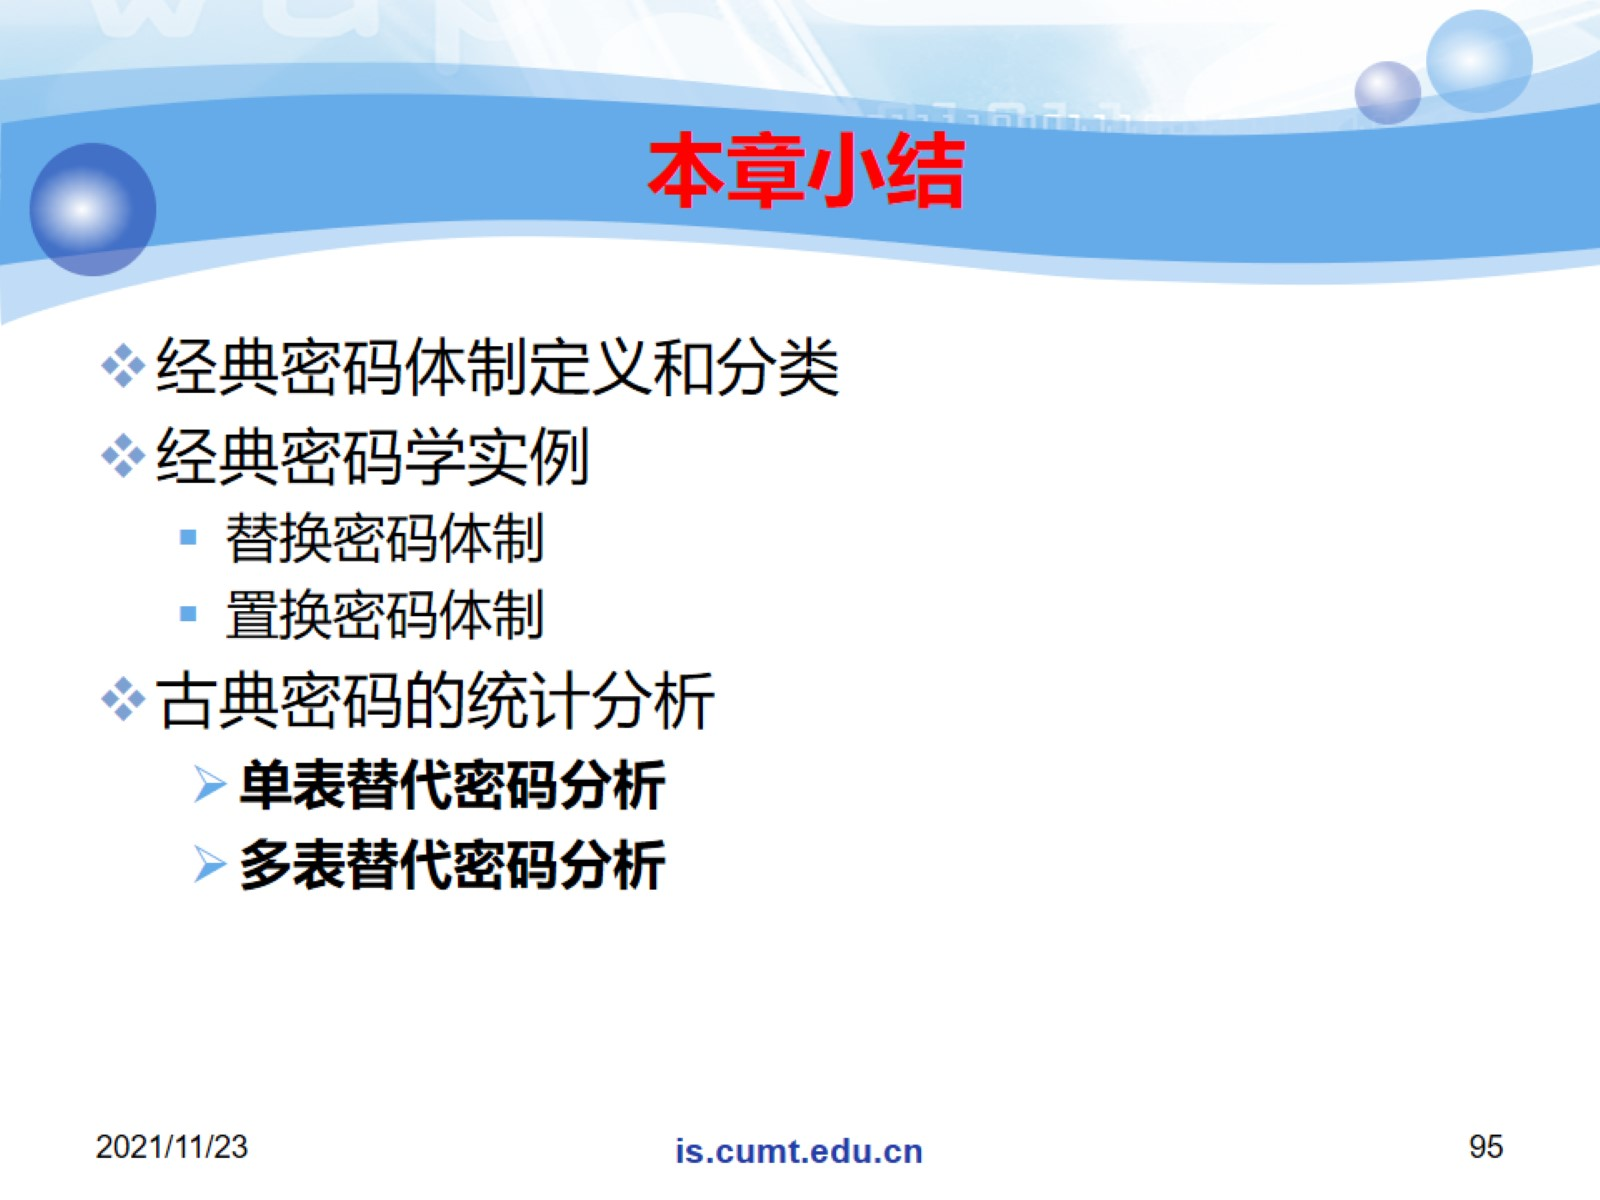 本章小结
经典密码体制定义和分类
经典密码学实例
替换密码体制
置换密码体制
古典密码的统计分析
单表替代密码分析
多表替代密码分析
2021/11/23
is.cumt.edu.cn
95